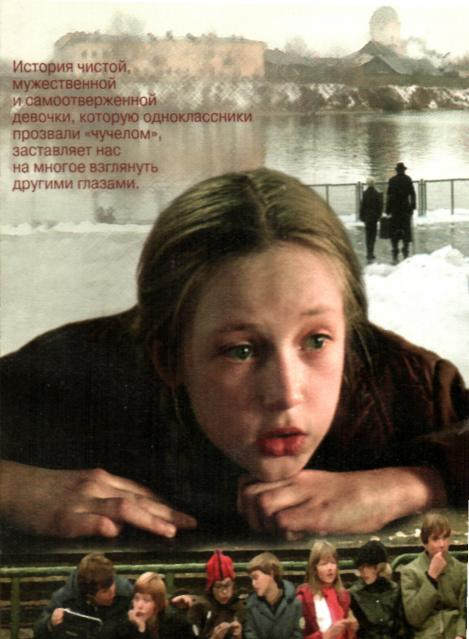 История чистой,
мужественной
и самоотверженной
девочки, которую одноклассники
прозвали «чучелом»,
заставляет нас
на многое взглянуть
другими глазами.